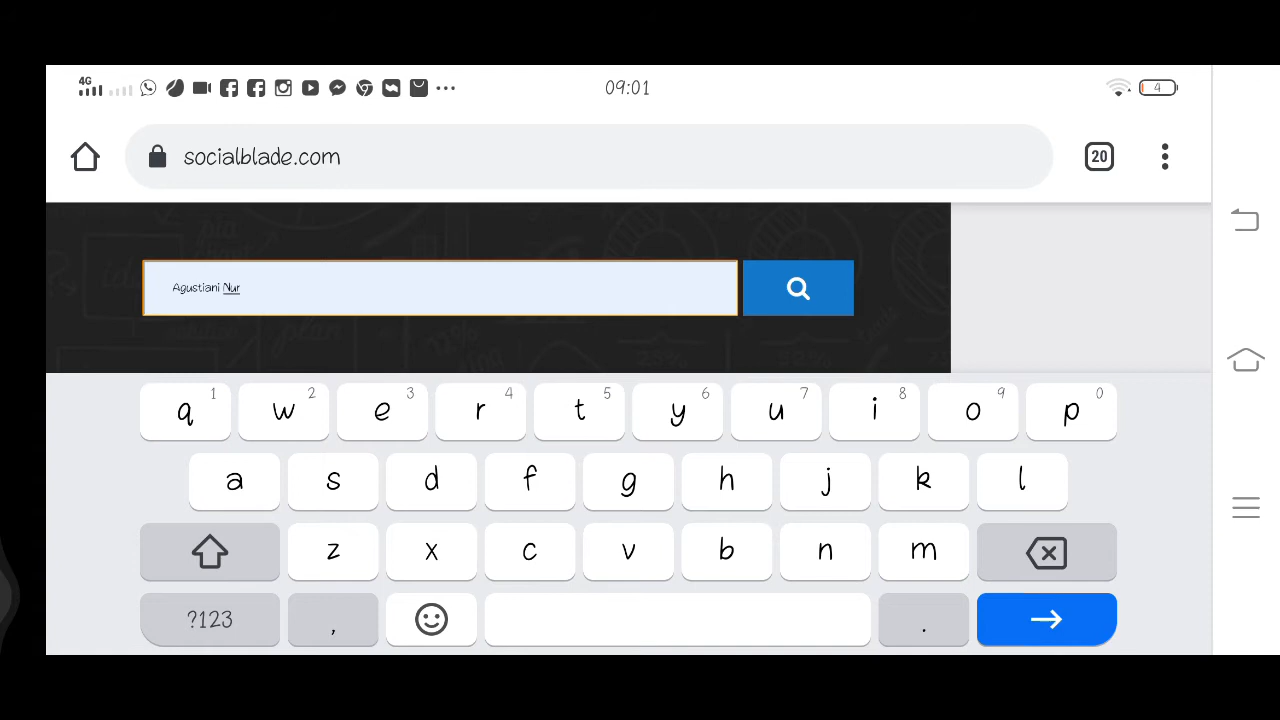 4G
09:01
4
socialblade.com
20
Agustiani Nur
q 1 w 2 e 3 r 4 t 5 y 6 u 7 i 8 o 9 p 0
a s d f g h j k l
z x c v b n m
?123 , .